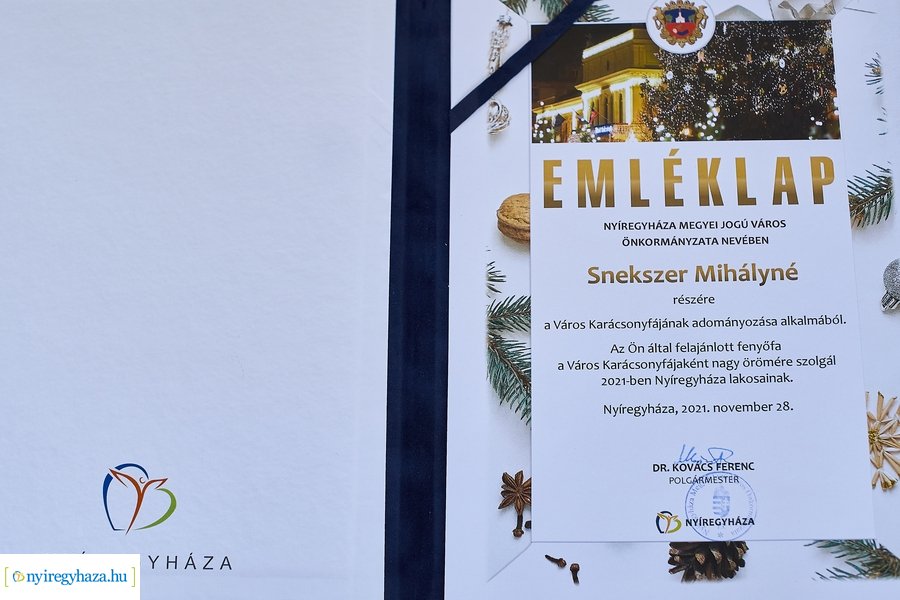 EMLÉKLAP
NYÍREGYHÁZA MEGYEI JOGÚ VÁROS
ÖNKORMÁNYZATA NEVÉBEN
Snekszer Mihályné
részére
a Város Karácsonyfájának adományozása alkalmából.
Az Ön által felajánlott fenyőfa
a Város Karácsonyfájaként nagy örömére szolgál
2021-ben Nyíregyháza lakosainak.
Nyíregyháza, 2021. november 28.
DR. KOVÁCS FERENC
POLGÁRMESTER
NYÍREGYHÁZA
YHÁZA
[nyiregyhaza.hu]